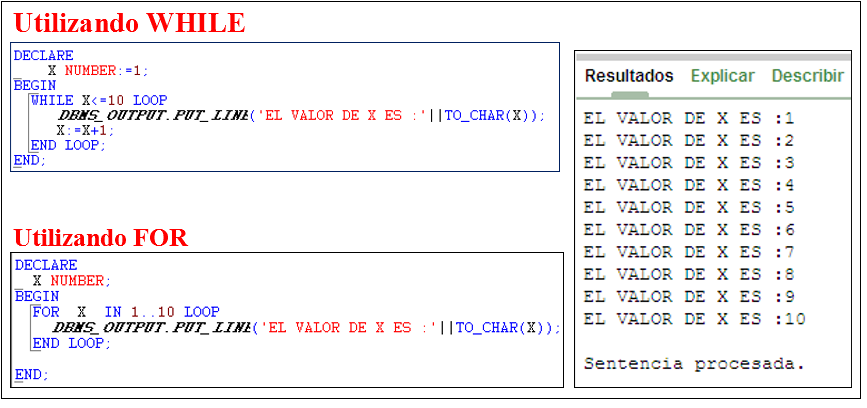 Utilizando WHILE
DECLARE
X NUMBER:=1;
BEGIN
WHILE X<=10 LOOP
DBMS_OUTPUT.PUT_LINE('EL VALOR DE X ES :'||TO_CHAR(X));
X:=X+1;
END LOOP;
END;
Utilizando FOR
DECLARE
X NUMBER;
BEGIN
FOR X IN 1..10 LOOP
DBMS_OUTPUT.PUT_LINE('EL VALOR DE X ES :'||TO_CHAR(X));
END LOOP;
END;
Resultados Explicar Describir
EL VALOR DE X ES :1
EL VALOR DE X ES :2
EL VALOR DE X ES :3
EL VALOR DE X ES :4
EL VALOR DE X ES :5
EL VALOR DE X ES :6
EL VALOR DE X ES :7
EL VALOR DE X ES :8
EL VALOR DE X ES :9
EL VALOR DE X ES :10
Sentencia procesada.